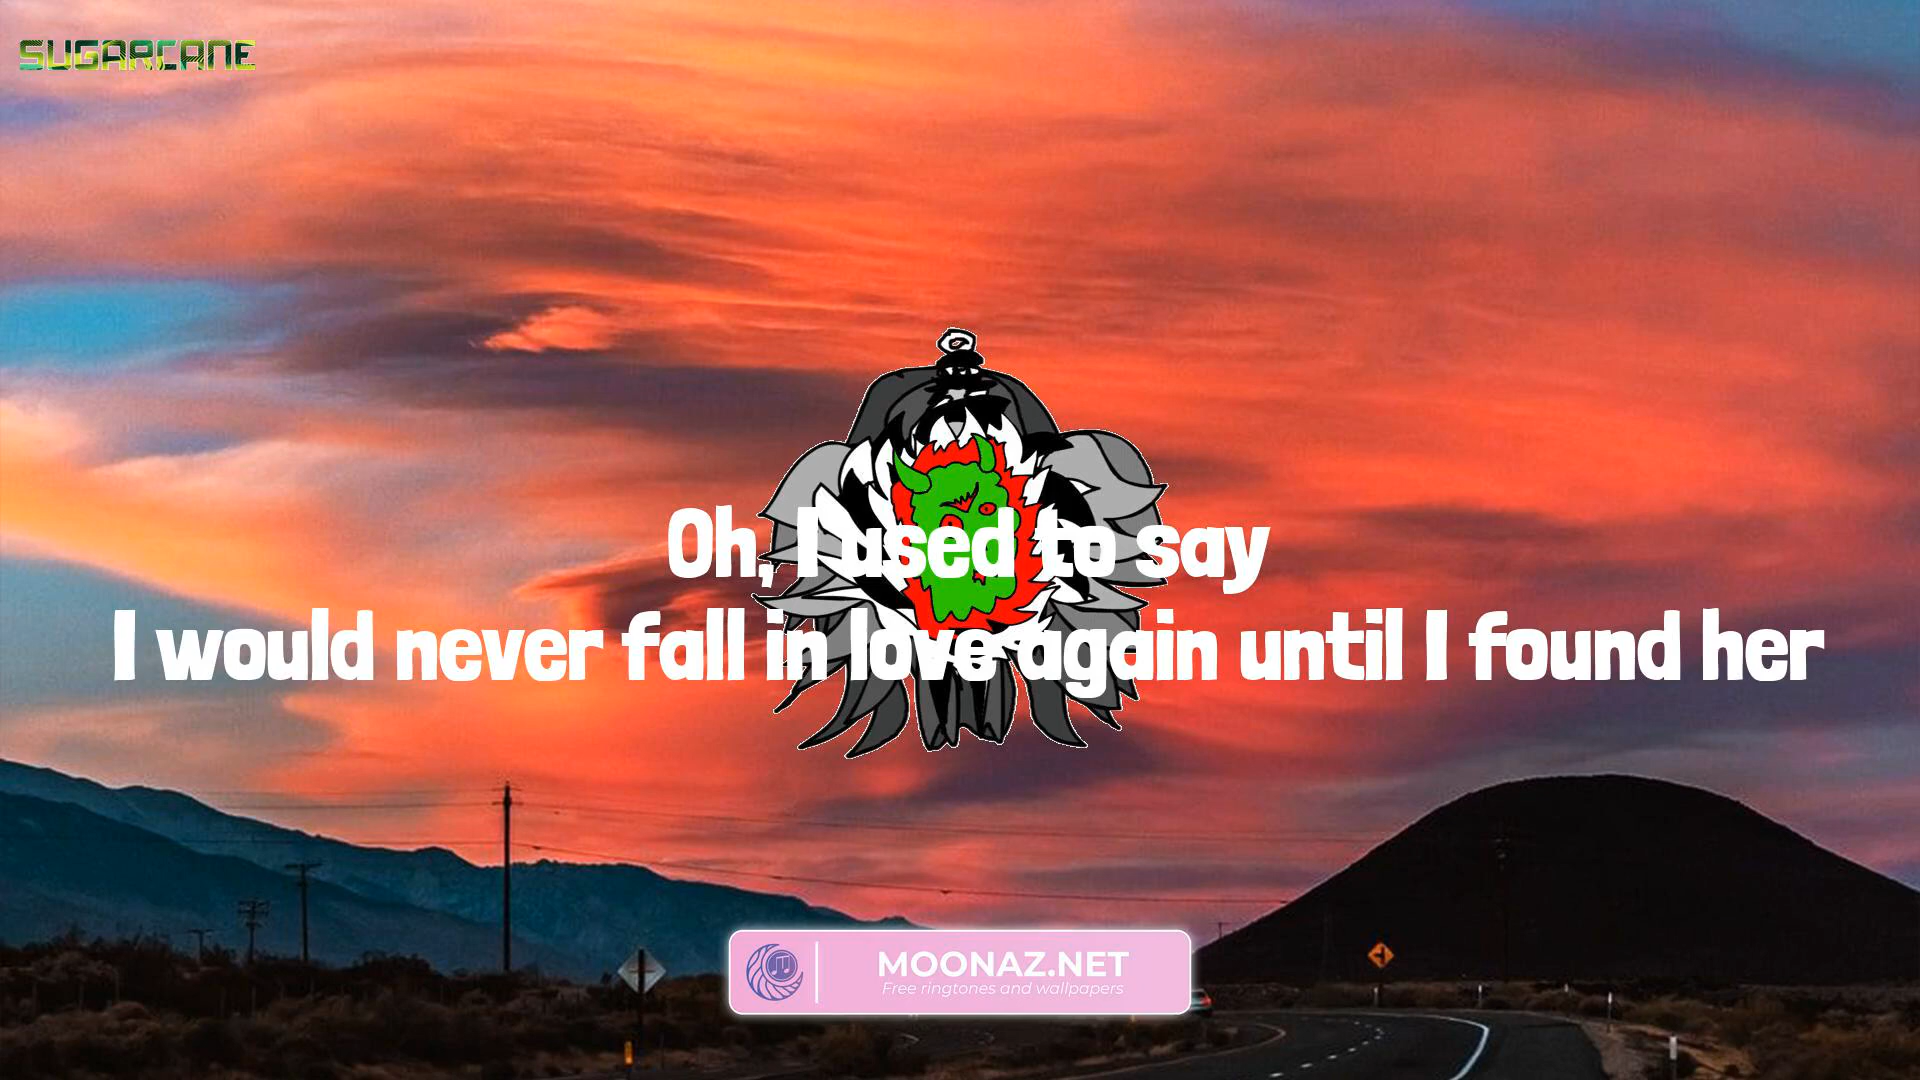 SUGARCANE
Oh, I used to say
I would never fall in love again until I found her
MOONAZ.NET
Free ringtones and wallpapers